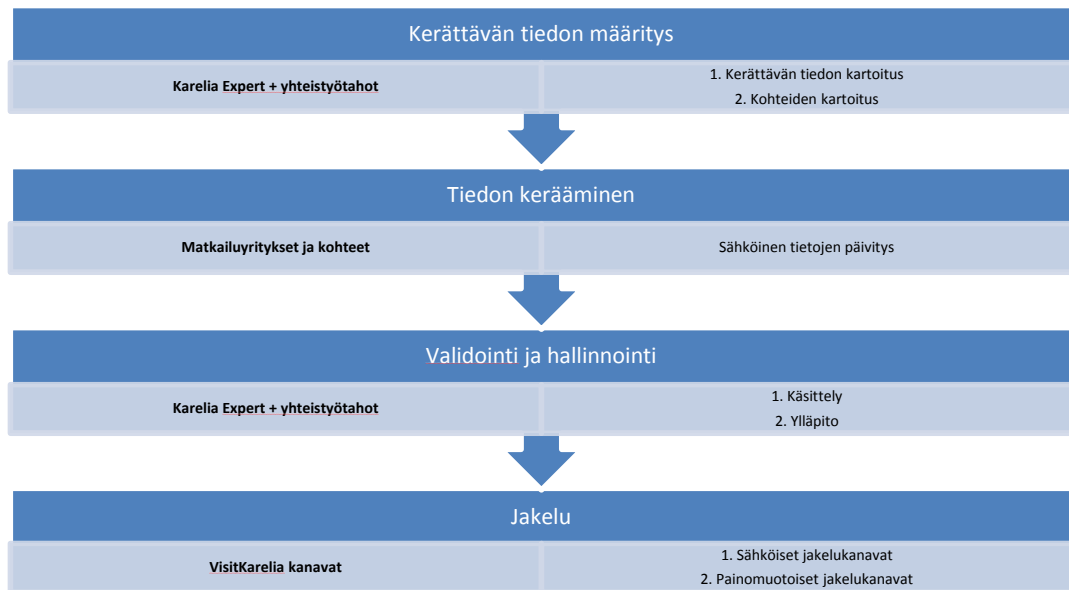 Kerättävän tiedon määritys
Karelia Expert + yhteistyötahot
1. Kerättävän tiedon kartoitus
2. Kohteiden kartoitus
Tiedon kerääminen
Matkailuyritykset ja kohteet
Sähköinen tietojen päivitys
Validointi ja hallinnointi
Karelia Expert + yhteistyötahot
1. Käsittely
2. Ylläpito
Jakelu
VisitKarelia kanavat
1. Sähköiset jakelukanavat
2. Painomuotoiset jakelukanavat